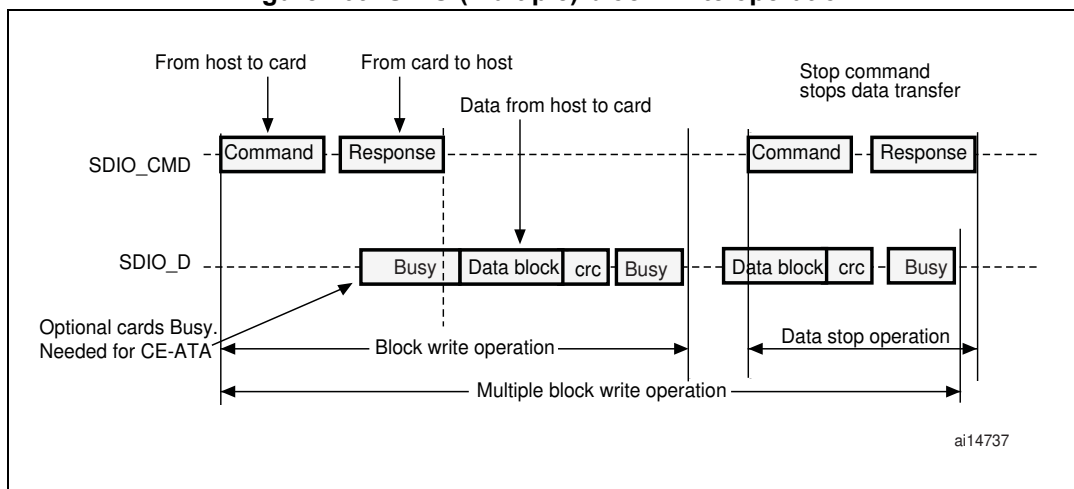 From host to card From card to host
Stop command
stops data transfer
Data from host to card
SDIO_CMD Command Response Command Response
SDIO_D Busy Data block crc Busy Data block crc Busy
Optional cards Busy.
Needed for CE-ATA
Block write operation Data stop operation
Multiple block write operation
ai14737